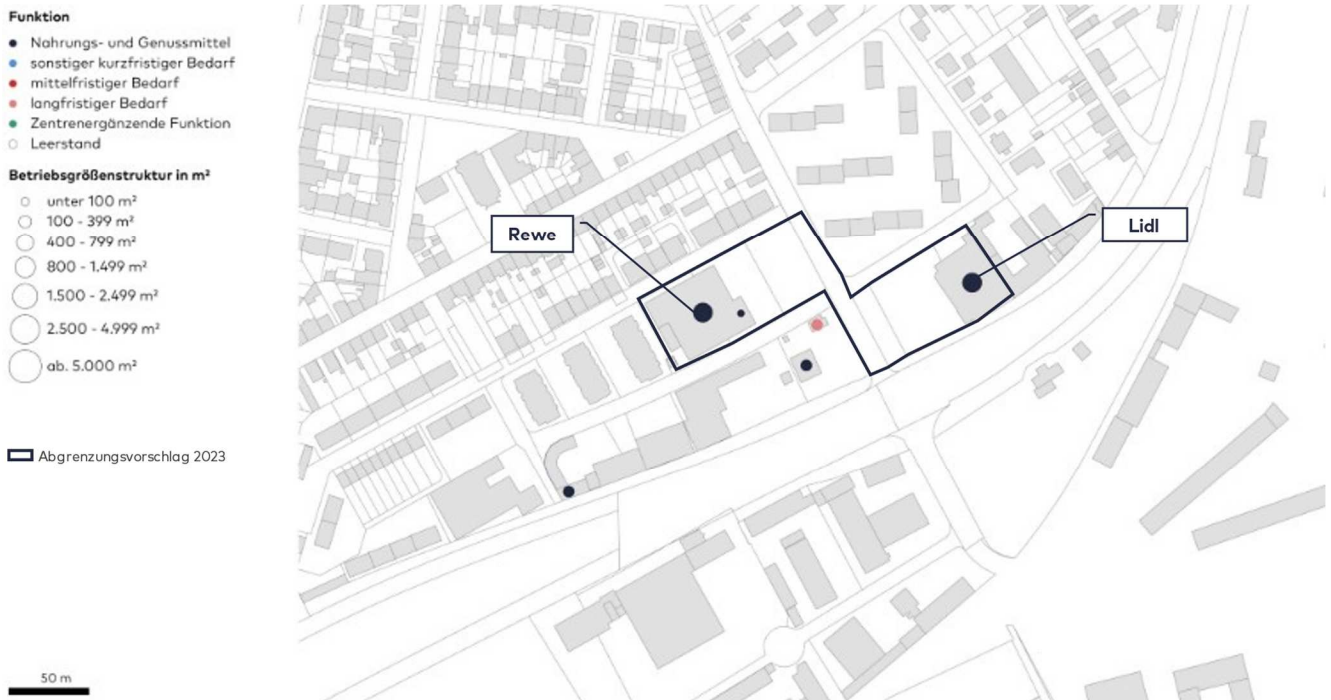 Funktion
Nahrungs- und Genussmittel
sonstiger kurzfristiger Bedarf
mittelfristiger Bedarf
langfristiger Bedarf
Zentrenergänzende Funktion
Leerstand
Betriebsgrößenstruktur in m²
unter 100 m²
100 - 399 m²
400 - 799 m²
800 - 1.499 m²
1.500 - 2.499 m²
2.500 - 4.999 m²
ab. 5.000 m²
Abgrenzungsvorschlag 2023
50 m
Rewe
Lidl